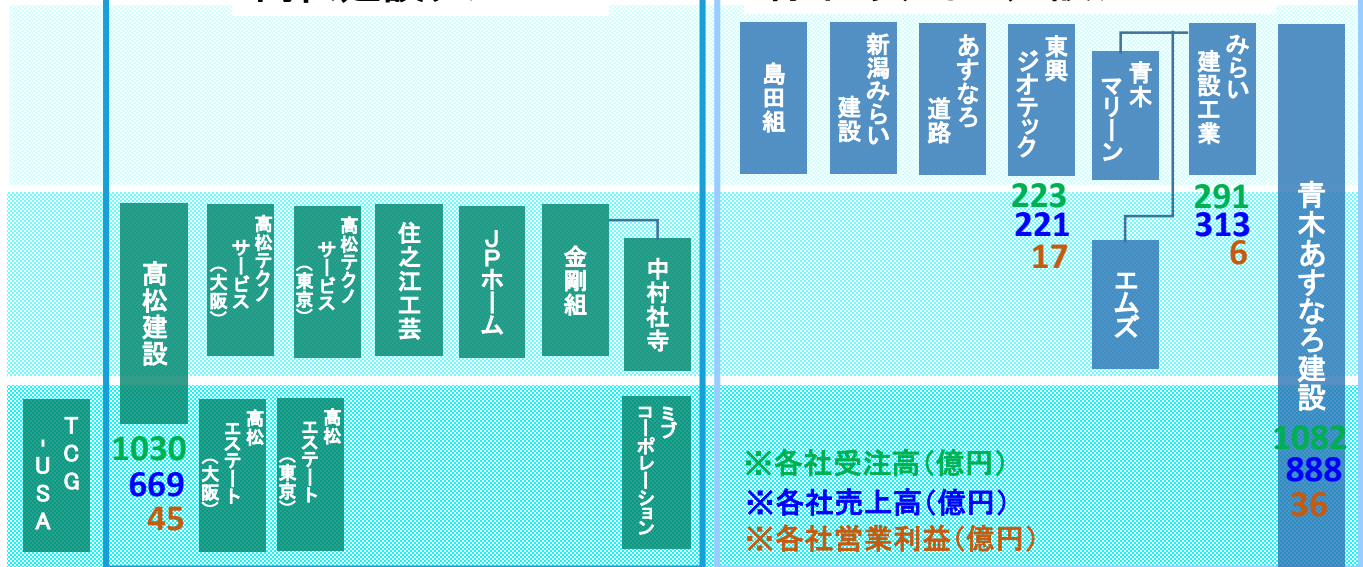 島田組
新潟みらい
建設
あすなろ
道路
東興
ジオテック
青木
マリーン
みらい
建設工業
223
221
17
291
313
6
エムズ
青木あすなろ建設
1082
888
36
髙松建設
1030
669
45
髙松テクノ
サービス
(大阪)
髙松テクノ
サービス
(東京)
住之江工芸
JPホーム
金剛組
中村社寺
TCG
-USA
髙松
エステート
(大阪)
髙松
エステート
(東京)
ミブ
コーポレーション
※各社受注高(億円)
※各社売上高(億円)
※各社営業利益(億円)